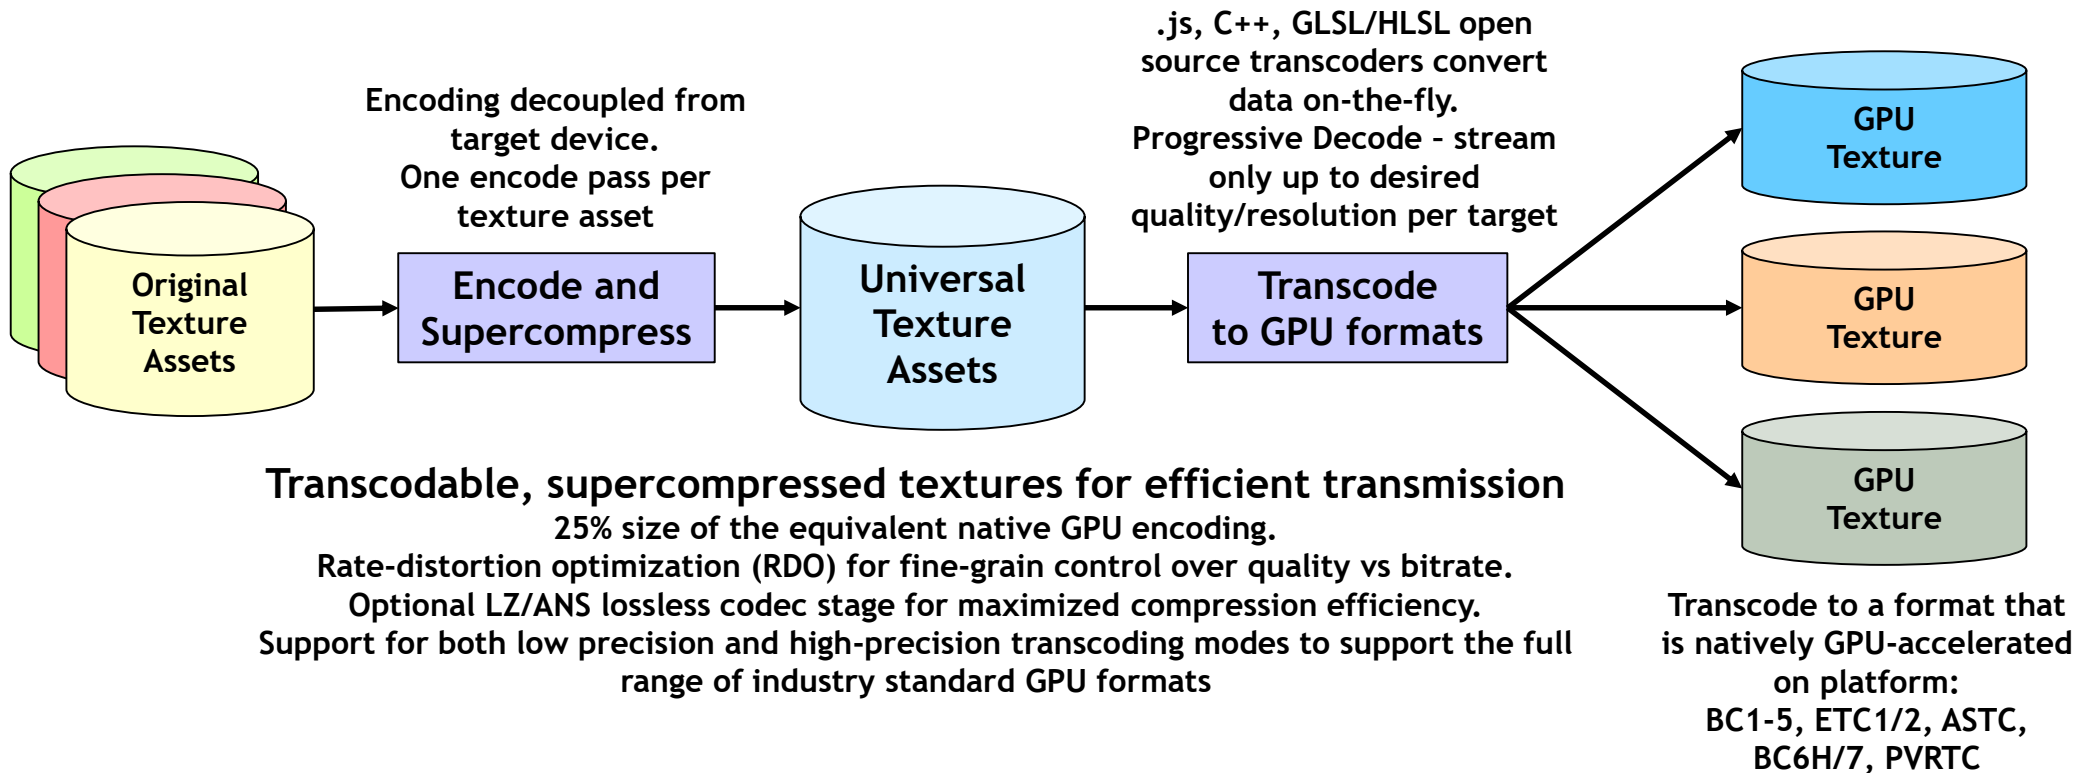 Original
Texture
Assets
Encoding decoupled from
target device.
One encode pass per
texture asset
Encode and
Supercompress
Universal
Texture
Assets
.js, C++, GLSL/HLSL open
source transcoders convert
data on-the-fly.
Progressive Decode – stream
only up to desired
quality/resolution per target
Transcode
to GPU formats
GPU
Texture
GPU
Texture
GPU
Texture
Transcode to a format that
is natively GPU-accelerated
on platform:
BC1-5, ETC1/2, ASTC,
BC6H/7, PVRTC
Transcodable, supercompressed textures for efficient transmission
25% size of the equivalent native GPU encoding.
Rate-distortion optimization (RDO) for fine-grain control over quality vs bitrate.
Optional LZ/ANS lossless codec stage for maximized compression efficiency.
Support for both low precision and high-precision transcoding modes to support the full
range of industry standard GPU formats